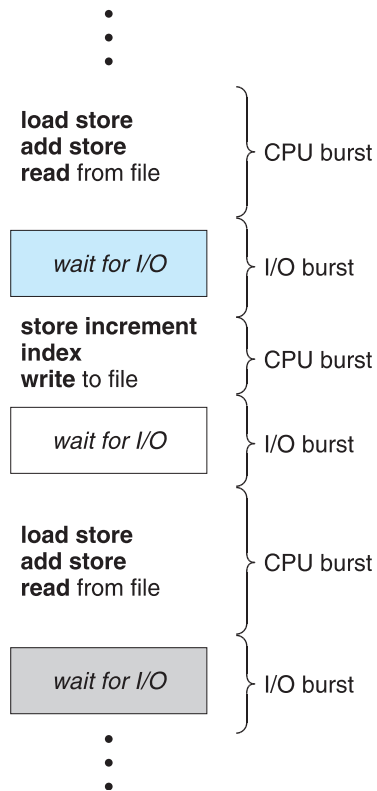 load store
add store
read from file
CPU burst
wait for I/O
I/O burst
store increment
index
write to file
CPU burst
wait for I/O
I/O burst
load store
add store
read from file
CPU burst
wait for I/O
I/O burst